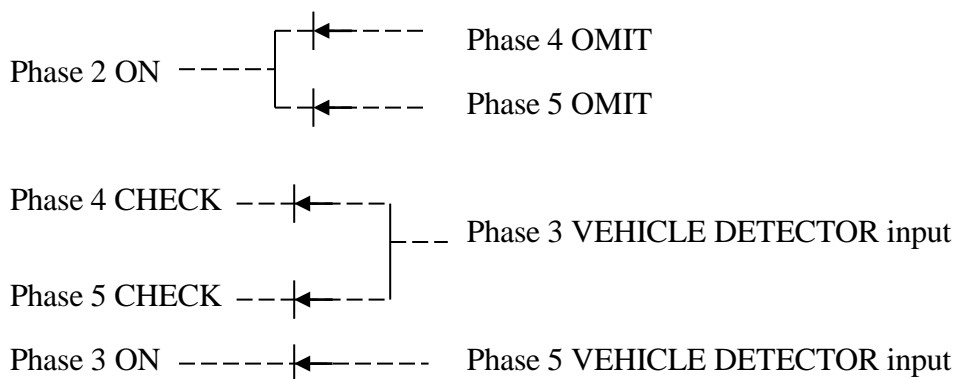 Phase 4 OMIT
Phase 2 ON
Phase 5 OMIT
Phase 4 CHECK
Phase 3 VEHICLE DETECTOR input
Phase 5 CHECK
Phase 3 ON Phase 5 VEHICLE DETECTOR input